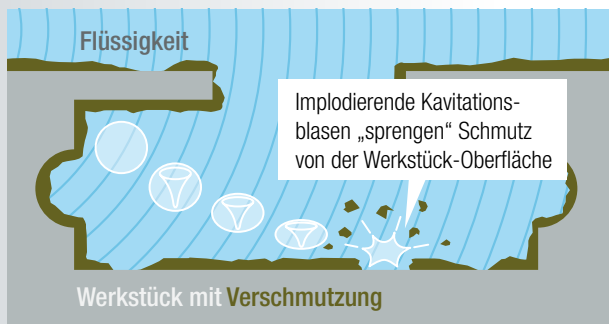 Flüssigkeit
Implodierende Kavitations-
blasen „sprengen“ Schmutz
von der Werkstück-Oberfläche
Werkstück mit Verschmutzung